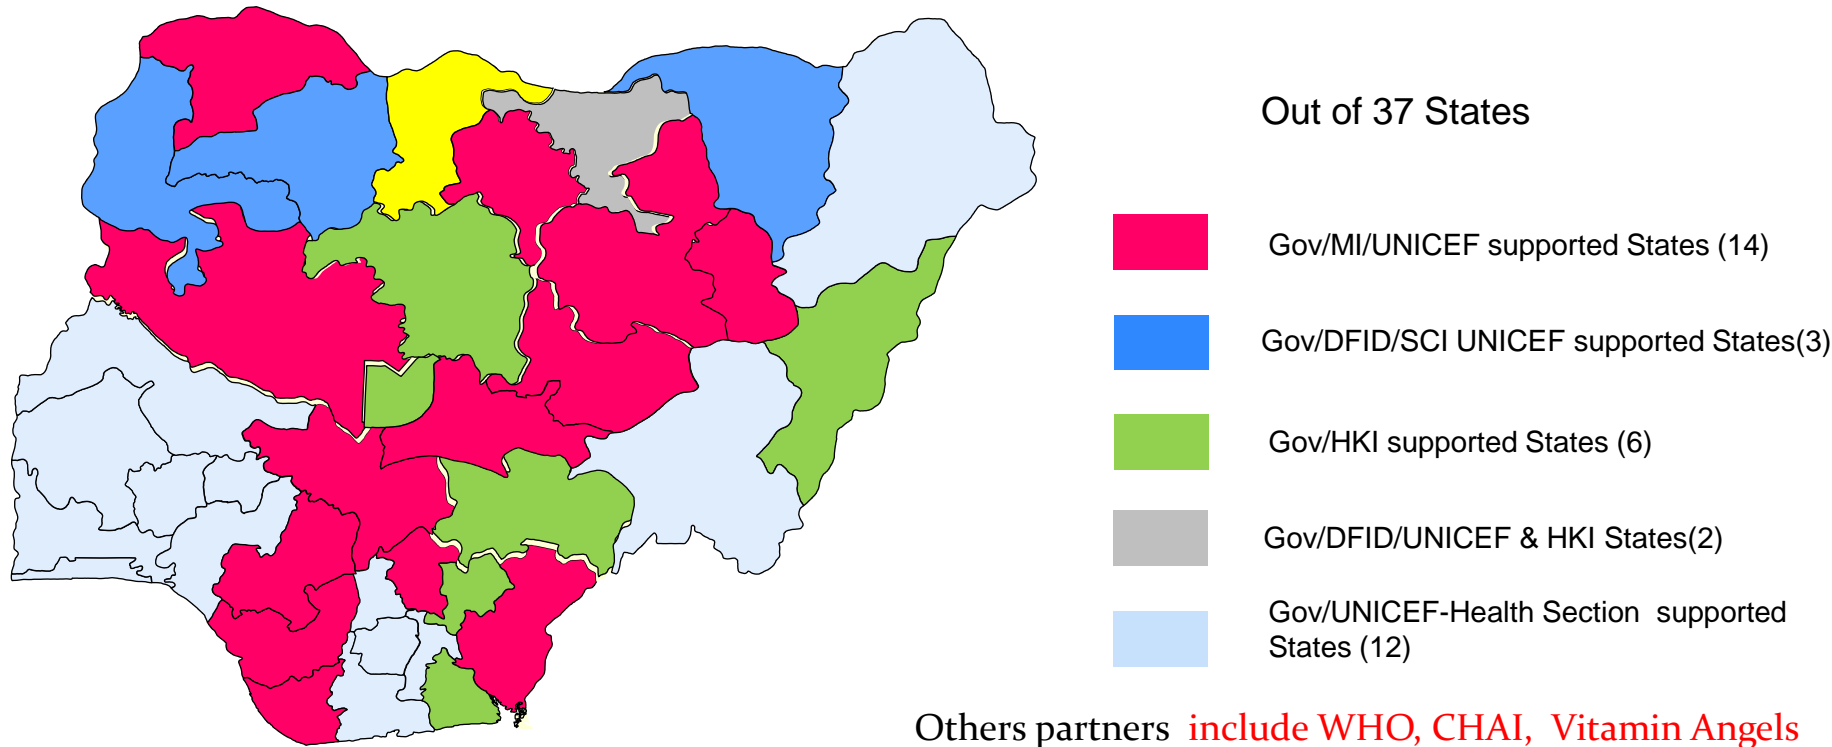 Out of 37 States
Gov/MI/UNICEF supported States (14)
Gov/DFID/SCI UNICEF supported States(3)
Gov/HKI supported States (6)
Gov/DFID/UNICEF & HKI States(2)
Gov/UNICEF-Health Section supported
States (12)
Others partners include WHO, CHAI, Vitamin Angels